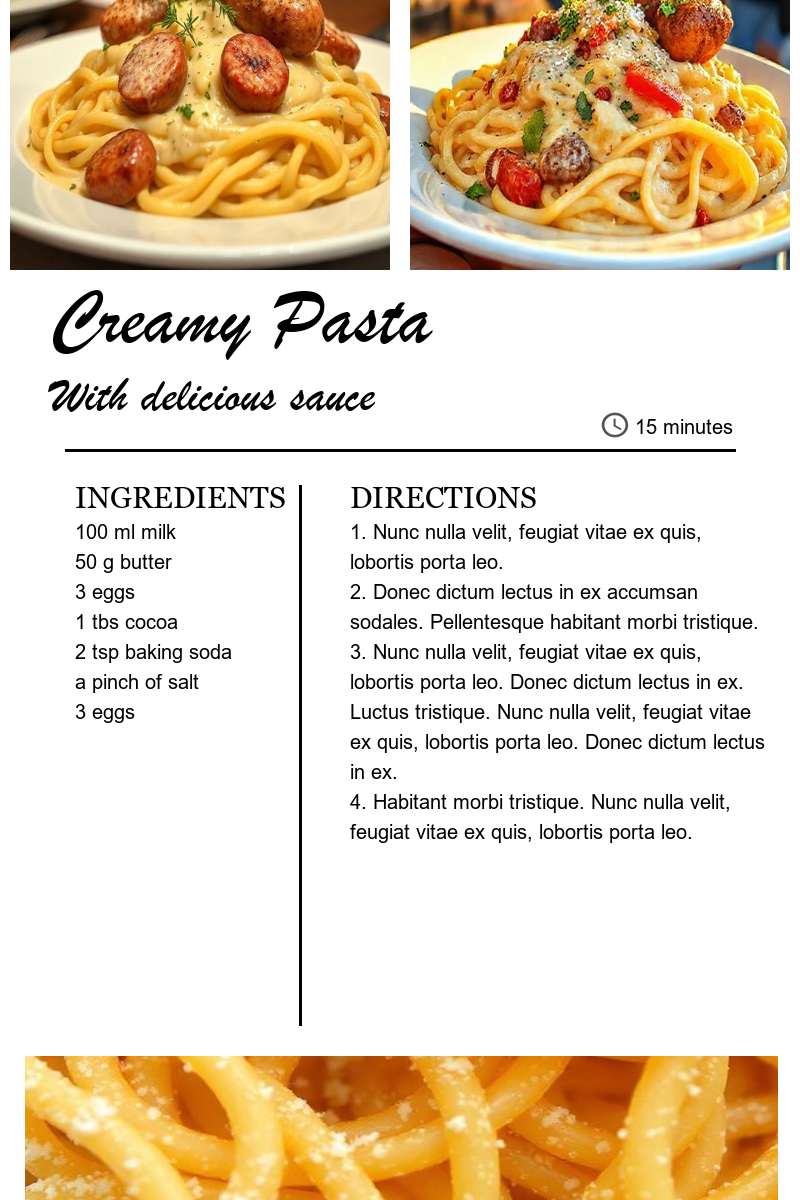 Creamy Pasta
With delicious sauce
15 minutes
INGREDIENTS
100 ml milk
50 g butter
3 eggs
1 tbs cocoa
2 tsp baking soda
a pinch of salt
3 eggs
DIRECTIONS
1. Nunc nulla velit, feugiat vitae ex quis,
lobortis porta leo.
2. Donec dictum lectus in ex accumsan
sodales. Pellentesque habitant morbi tristique.
3. Nunc nulla velit, feugiat vitae ex quis,
lobortis porta leo. Donec dictum lectus in ex.
Luctus tristique. Nunc nulla velit, feugiat vitae
ex quis, lobortis porta leo. Donec dictum lectus
in ex.
4. Habitant morbi tristique. Nunc nulla velit,
feugiat vitae ex quis, lobortis porta leo.